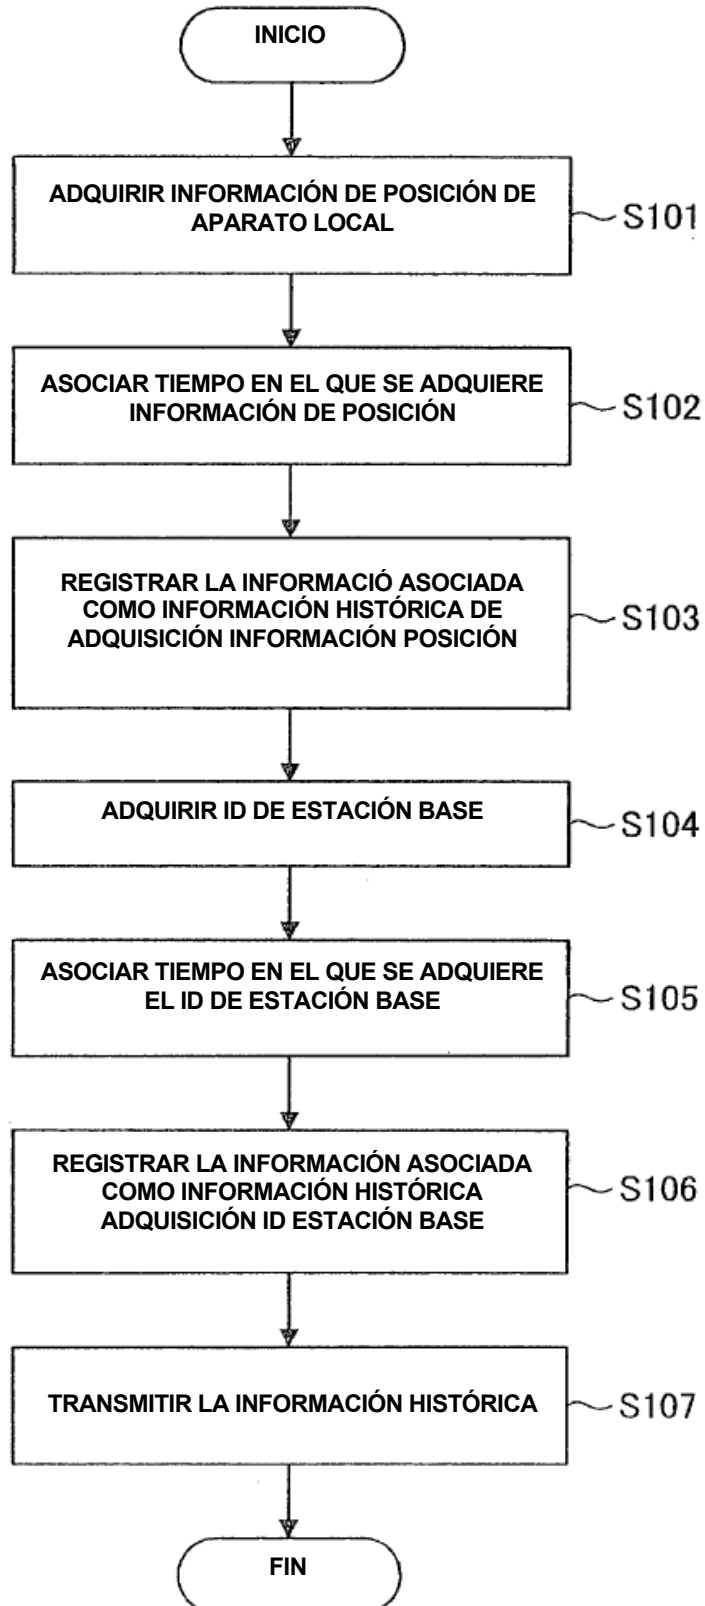 INICIO
ADQUIRIR INFORMACIÓN DE POSICIÓN DE
APARATO LOCAL
S101
ASOCIAR TIEMPO EN EL QUE SE ADQUIERE
INFORMACIÓN DE POSICIÓN
S102
REGISTRAR LA INFORMACIÓ ASOCIADA
COMO INFORMACIÓN HISTÓRICA DE
ADQUISICIÓN INFORMACIÓN POSICIÓN
S103
ADQUIRIR ID DE ESTACIÓN BASE
S104
ASOCIAR TIEMPO EN EL QUE SE ADQUIERE
EL ID DE ESTACIÓN BASE
S105
REGISTRAR LA INFORMACIÓN ASOCIADA
COMO INFORMACIÓN HISTÓRICA
ADQUISICIÓN ID ESTACIÓN BASE
S106
TRANSMITIR LA INFORMACIÓN HISTÓRICA
S107
FIN